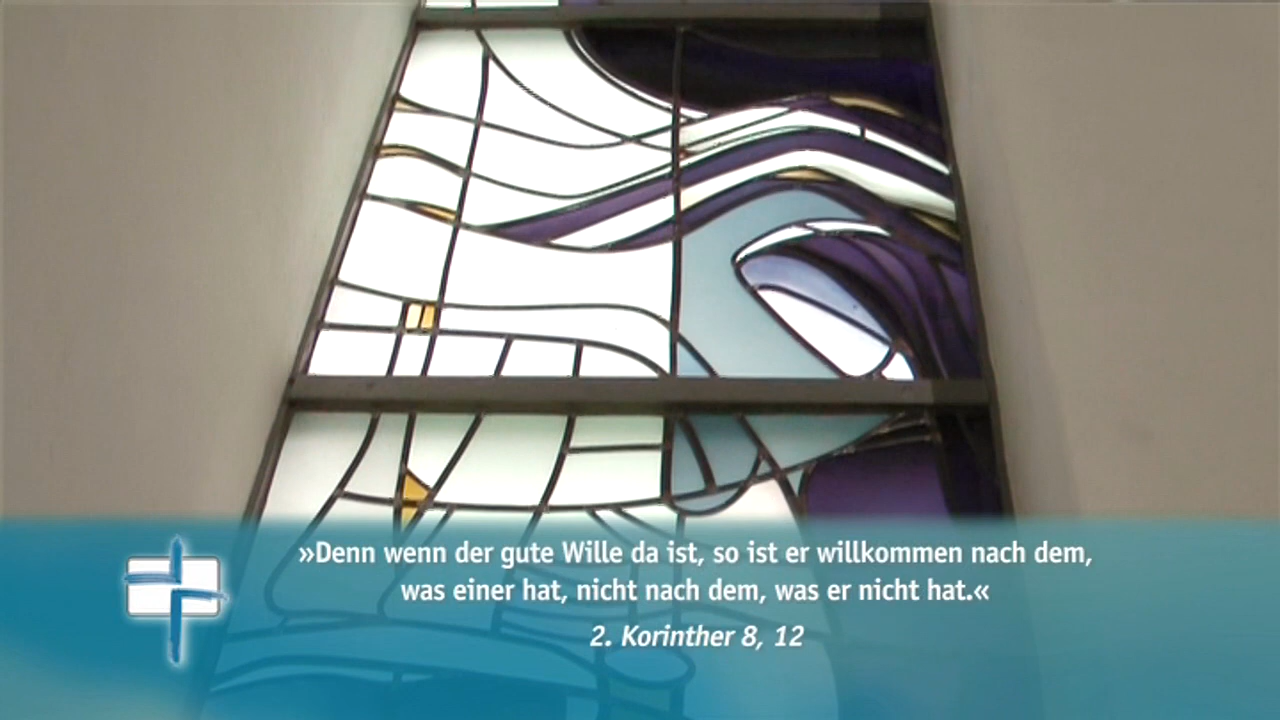 »Denn wenn der gute Wille da ist, so ist er willkommen nach dem,
was einer hat, nicht nach dem, was er nicht hat.«
2. Korinther 8, 12